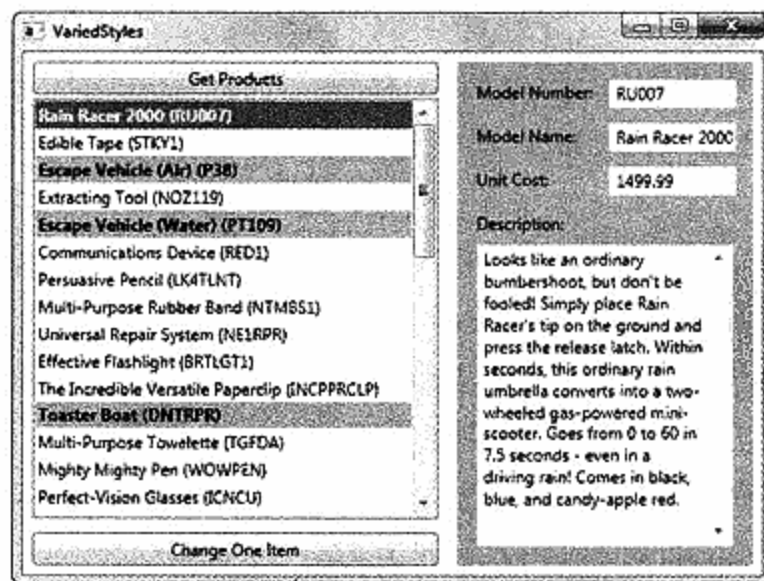 VariedStyles
Get Products
Rain Racer 2000 (RU007)
Edible Tape (STKY1)
Escape Vehicle (Air) (P38)
Extracting Tool (NOZ119)
Escape Vehicle (Water) (PT109)
Communications Device (RED1)
Persuasive Pencil (LK4TLNT)
Multi-Purpose Rubber Band (NTMBS1)
Universal Repair System (NE1RPR)
Effective Flashlight (BRTLGT1)
The Incredible Versatile Paperclip (INCPPRCLP)
Toaster Boat (DNTRPR)
Multi-Purpose Towelette (TGFDA)
Mighty Mighty Pen (WOWPEN)
Perfect-Vision Glasses (ICNCU)
Change One Item
Model Number: RU007
Model Name: Rain Racer 2000
Unit Cost: 1499.99
Description:
Looks like an ordinary
bumbershoot, but don't be
fooled! Simply place Rain
Racer's tip on the ground and
press the release latch. Within
seconds, this ordinary rain
umbrella converts into a two-
wheeled gas-powered mini-
scooter. Goes from 0 to 60 in
7.5 seconds - even in a
driving rain! Comes in black,
blue, and candy-apple red.